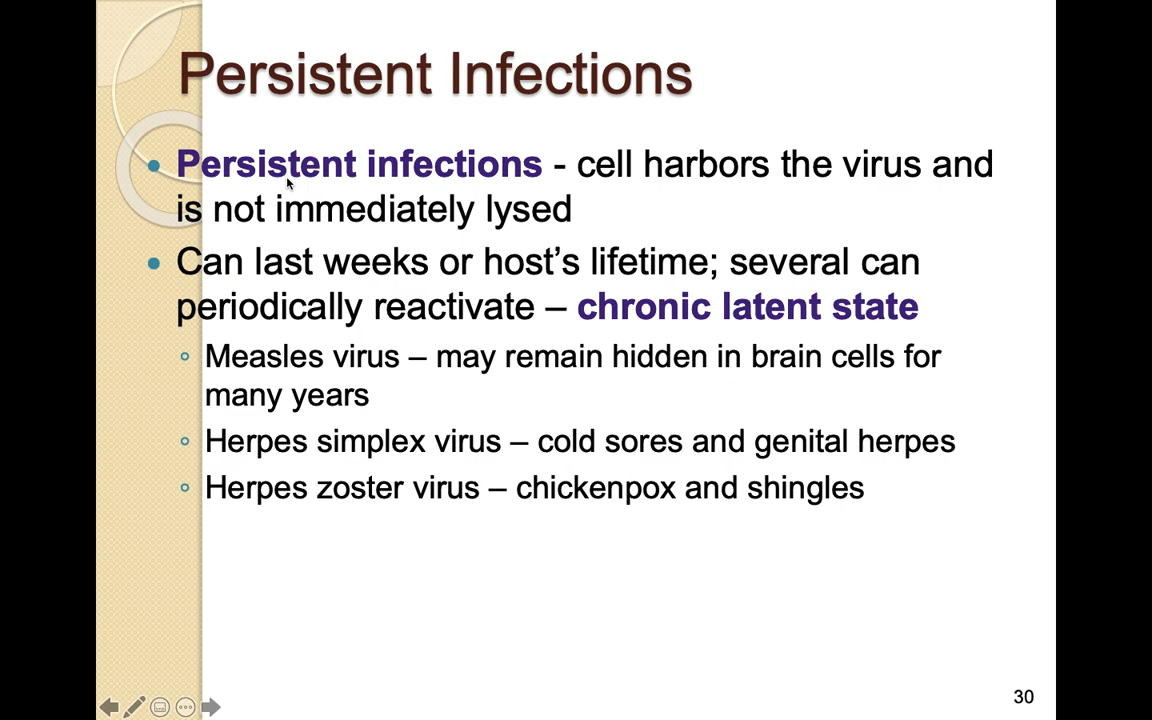 Persistent Infections
• Persistent infections - cell harbors the virus and
is not immediately lysed
• Can last weeks or host’s lifetime; several can
periodically reactivate – chronic latent state
◦ Measles virus – may remain hidden in brain cells for
many years
◦ Herpes simplex virus – cold sores and genital herpes
◦ Herpes zoster virus – chickenpox and shingles
30